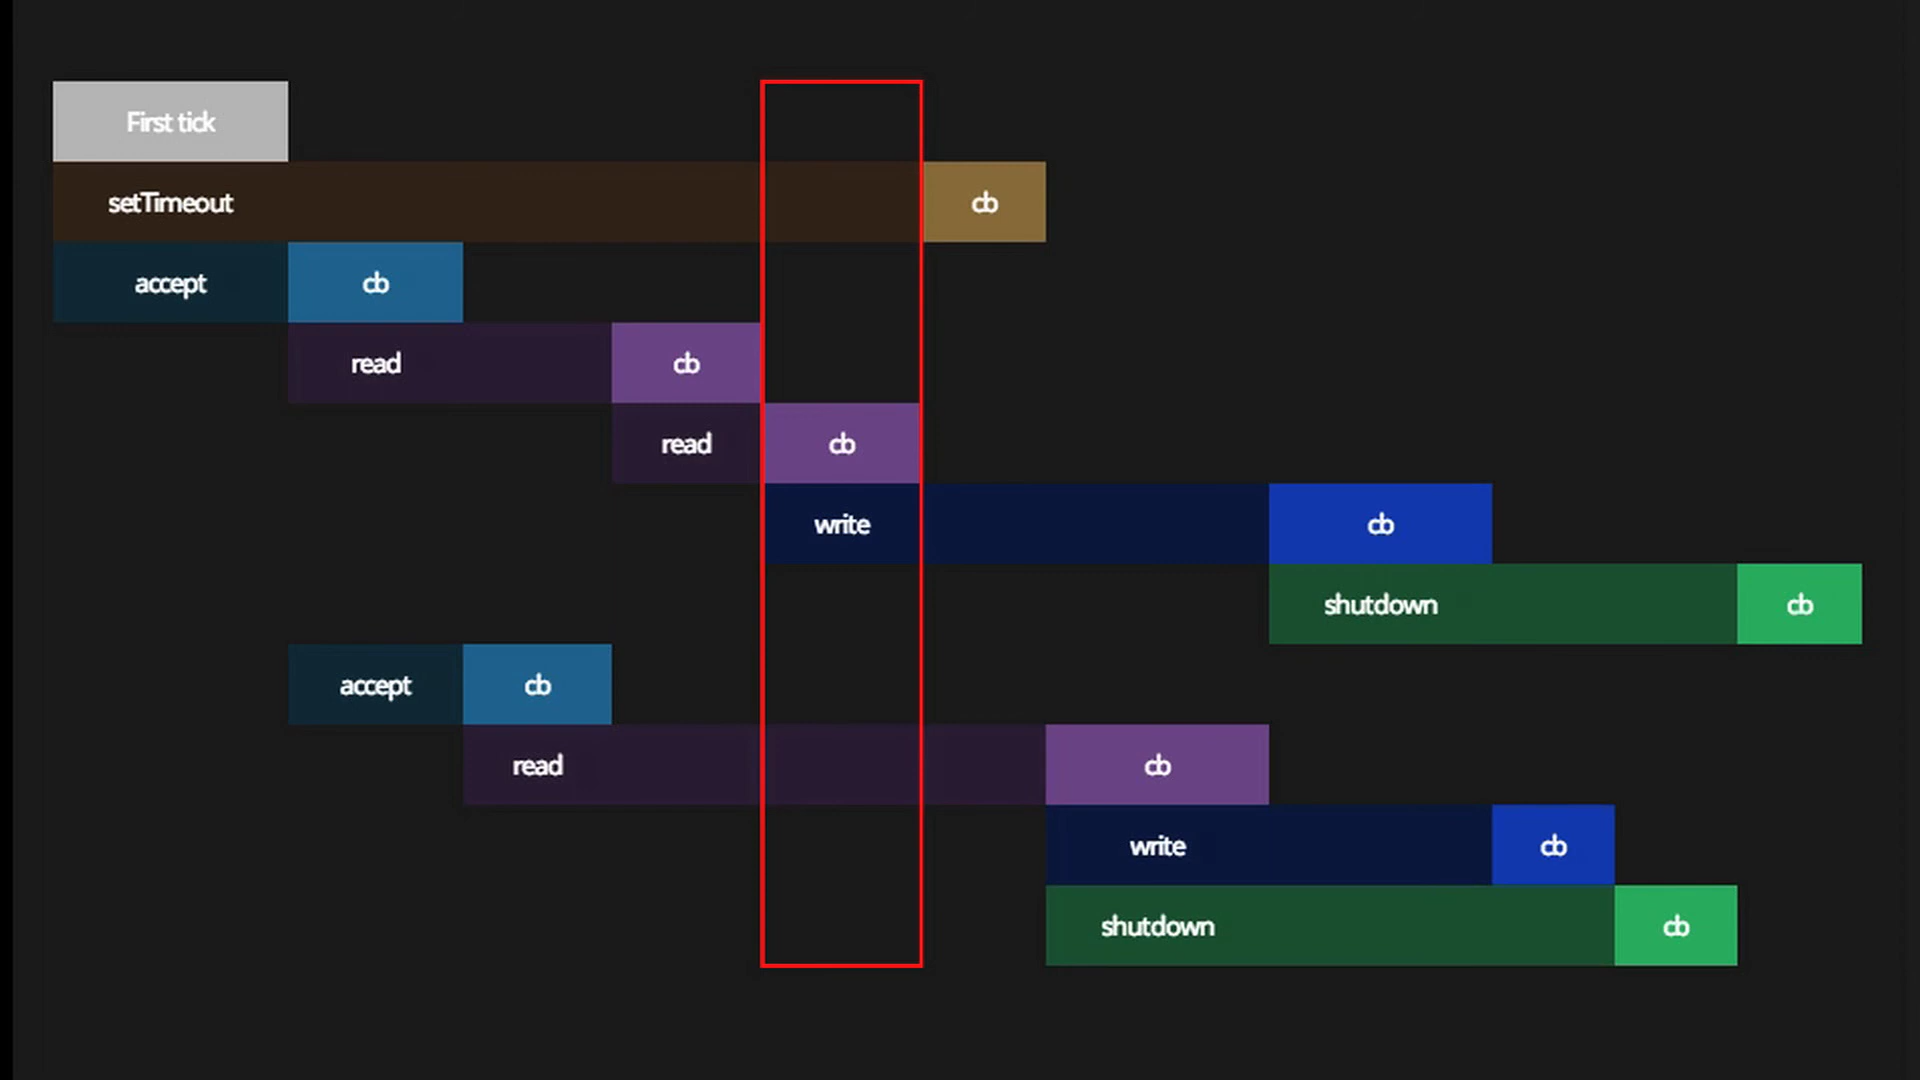 First tick
setTimeout cb
accept cb
read cb
read cb
write cb
shutdown cb
accept cb
read cb
write cb
shutdown cb